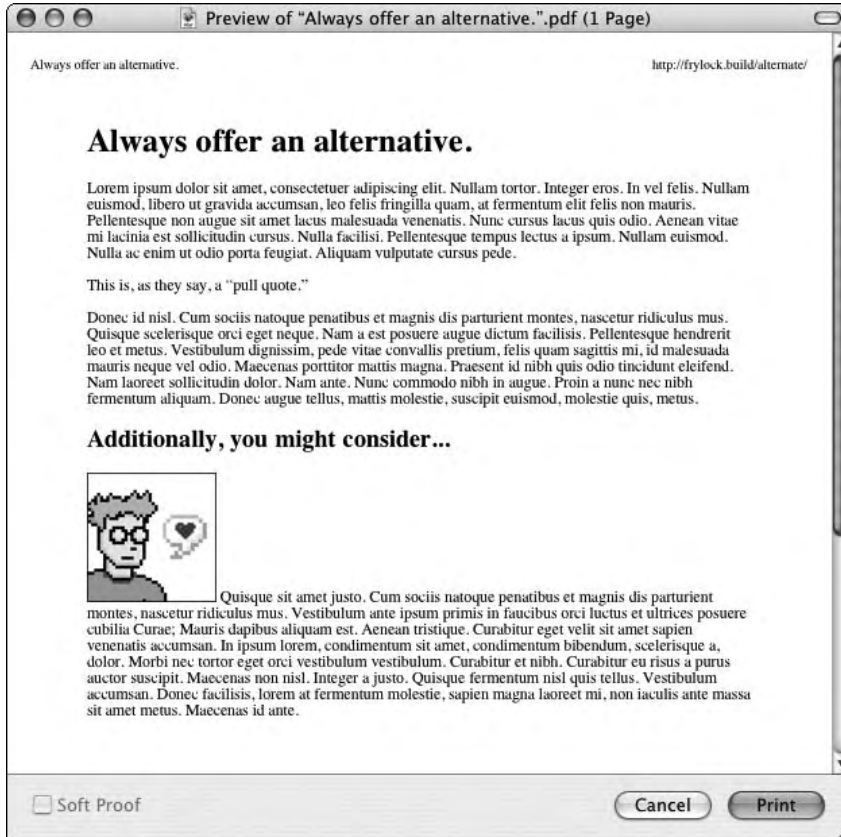 Preview of “Always offer an alternative.”.pdf (1 Page)
Always offer an alternative.
http://frylock.build/alternate/
Always offer an alternative.
Lorem ipsum dolor sit amet, consectetuer adipiscing elit. Nullam tortor. Integer eros. In vel felis. Nullam
euismod, libero ut gravida accumsan, leo felis fringilla quam, at fermentum elit felis non mauris.
Pellentesque non augue sit amet lacus malesuada venenatis. Nunc cursus lacus quis odio. Aenean vitae
mi lacinia est sollicitudin cursus. Nulla facilisi. Pellentesque tempus lectus a ipsum. Nullam euismod.
Nulla ac enim ut odio porta feugiat. Aliquam vulputate cursus pede.
This is, as they say, a “pull quote.”
Donec id nisl. Cum sociis natoque penatibus et magnis dis parturient montes, nascetur ridiculus mus.
Quisque scelerisque orci eget neque. Nam a est posuere augue dictum facilisis. Pellentesque hendrerit
leo et metus. Vestibulum dignissim, pede vitae convallis pretium, felis quam sagittis mi, id malesuada
mauris neque vel odio. Maecenas porttitor mattis magna. Praesent id nibh quis odio tincidunt eleifend.
Nam laoreet sollicitudin dolor. Nam ante. Nunc commodo nibh in augue. Proin a nunc nec nibh
fermentum aliquam. Donec augue tellus, mattis molestie, suscipit euismod, molestie quis, metus.
Additionally, you might consider...
Quisque sit amet justo. Cum sociis natoque penatibus et magnis dis parturient
montes, nascetur ridiculus mus. Vestibulum ante ipsum primis in faucibus orci luctus et ultrices posuere
cubilia Curae; Mauris dapibus aliquam est. Aenean tristique. Curabitur eget velit sit amet sapien
venenatis accumsan. In ipsum lorem, condimentum sit amet, condimentum bibendum, scelerisque a,
dolor. Morbi nec tortor eget orci vestibulum vestibulum. Curabitur et nibh. Curabitur eu risus a purus
auctor suscipit. Maecenas non nisl. Integer a justo. Quisque fermentum nisl quis tellus. Vestibulum
accumsan. Donec facilisis, lorem at fermentum molestie, sapien magna laoreet mi, non iaculis ante massa
sit amet metus. Maecenas id ante.
Soft Proof
Cancel
Print